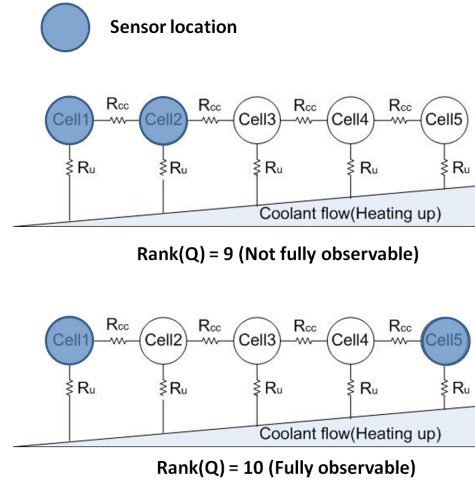 Sensor location
Rcc Rcc Rcc Rcc
Cell1 Cell2 Cell3 Cell4 Cell5
Ru Ru Ru Ru Ru
Coolant flow(Heating up)
Rank(Q) = 9 (Not fully observable)
Rcc Rcc Rcc Rcc
Cell1 Cell2 Cell3 Cell4 Cell5
Ru Ru Ru Ru Ru
Coolant flow(Heating up)
Rank(Q) = 10 (Fully observable)